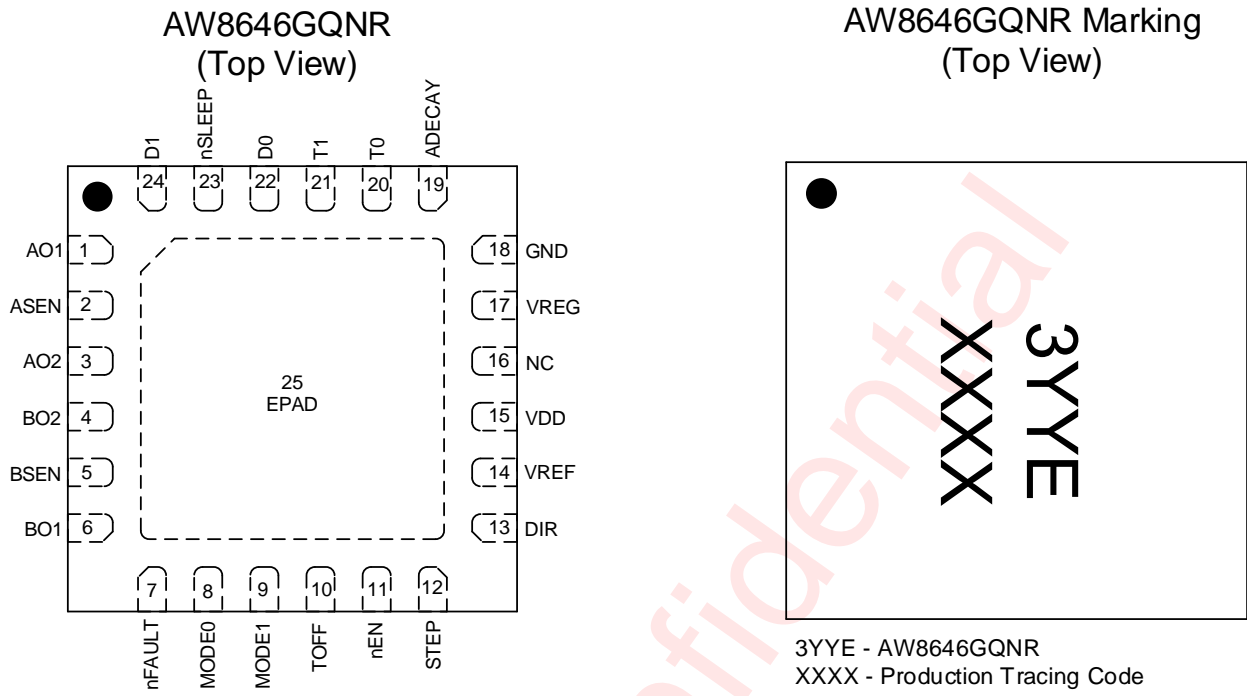 AW8646GQNR
(Top View)
D1
nSLEEP
D0
T1
T0
ADECAY
24
23
22
21
20
19
AO1 1
ASEN 2
AO2 3
BO2 4
BSEN 5
BO1 6
25
EPAD
18 GND
17 VREG
16 NC
15 VDD
14 VREF
13 DIR
7
8
9
10
11
12
nFAULT
MODE0
MODE1
TOFF
nEN
STEP
AW8646GQNR Marking
(Top View)
3YYE
XXXX
3YYE - AW8646GQNR
XXXX - Production Tracing Code
nfidential